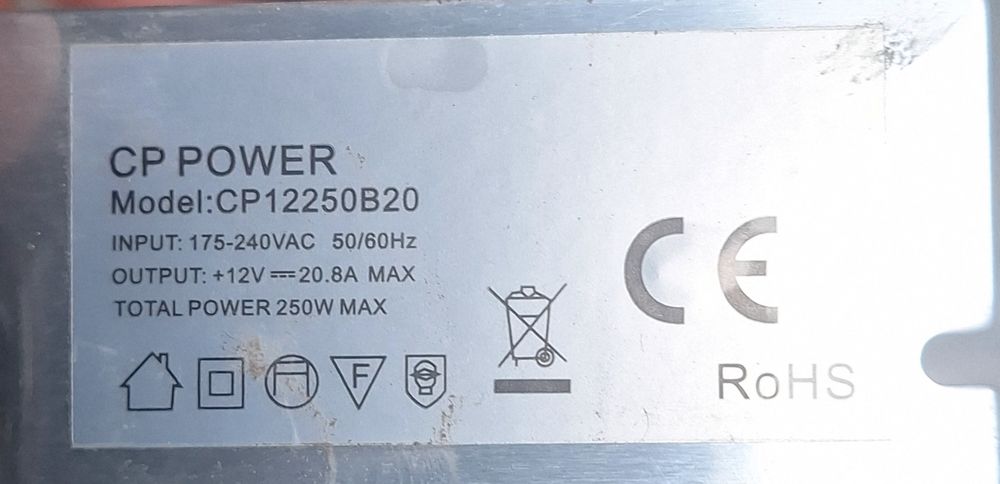 CP POWER
Model:CP12250B20
INPUT: 175-240VAC 50/60Hz
OUTPUT: +12V ⎓ 20.8A MAX
TOTAL POWER 250W MAX
F
CE
RoHS